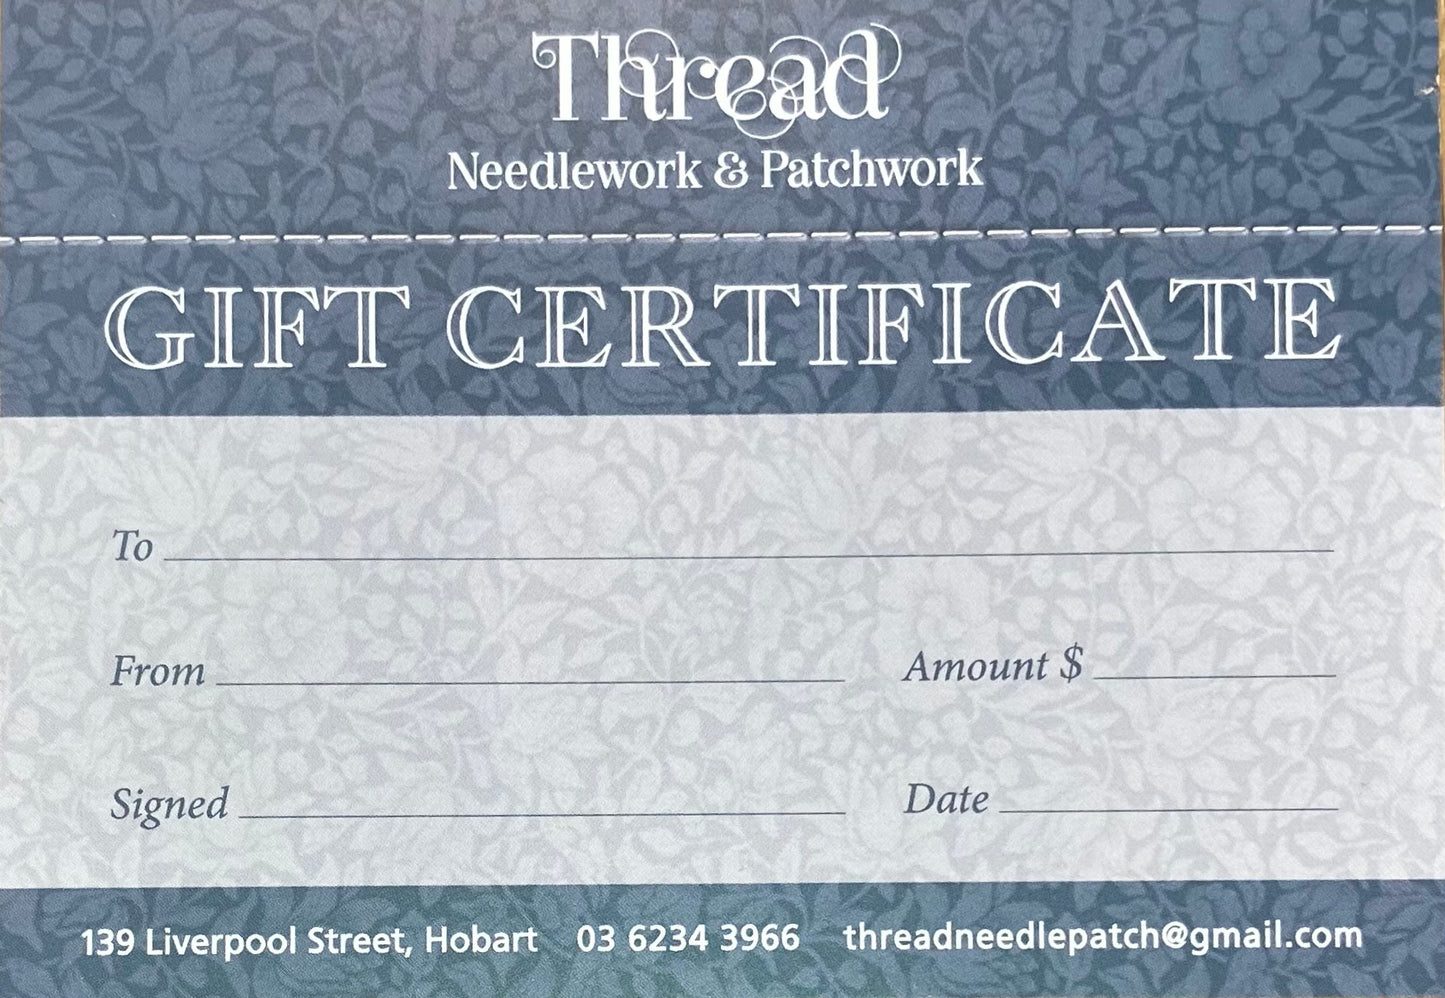 Thread
Needlework & Patchwork
GIFT CERTIFICATE
To
From Amount $
Signed Date
139 Liverpool Street, Hobart 03 6234 3966 threadneedlepatch@gmail.com